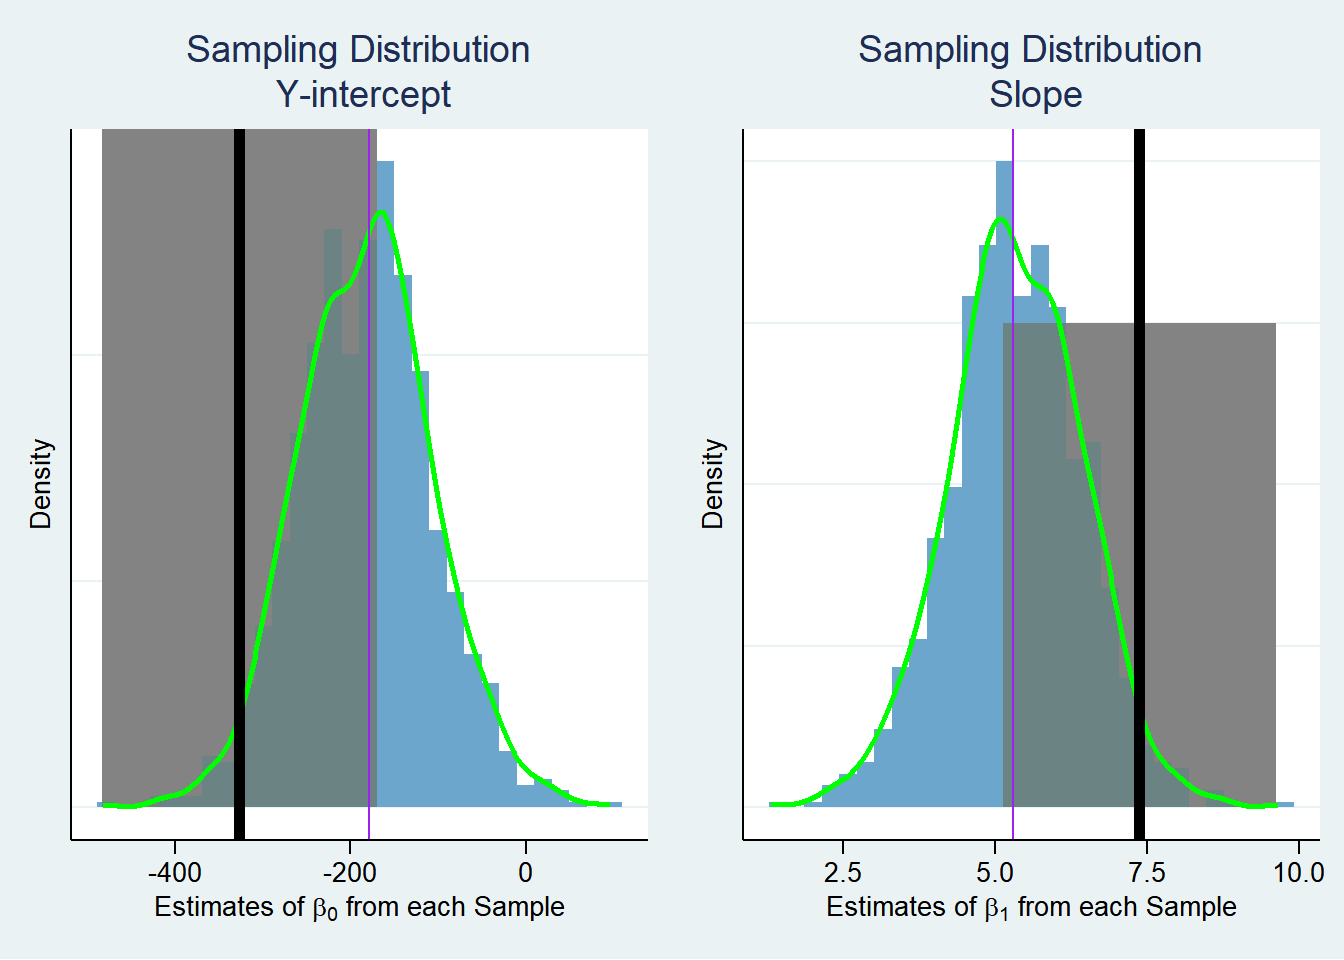 Sampling Distribution
Y-intercept
Density
-400 -200 0
Estimates of β0 from each Sample
Sampling Distribution
Slope
Density
2.5 5.0 7.5 10.0
Estimates of β1 from each Sample